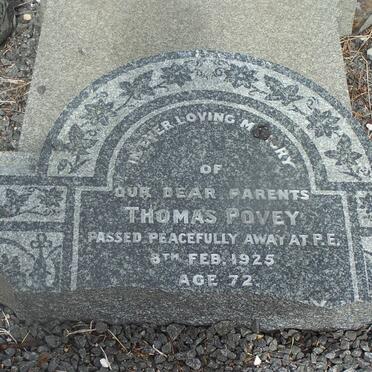 IN EVER LOVING MEMORY
OF
OUR DEAR PARENTS
THOMAS POVEY
PASSED PEACEFULLY AWAY AT P.E.
8TH FEB. 1925
AGE 72.